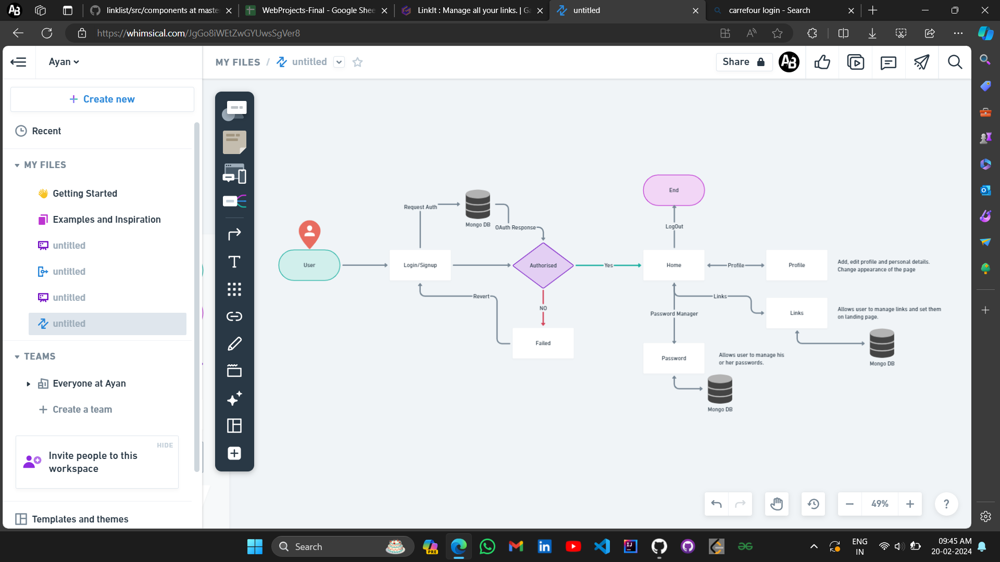 AB
linklist/src/components at maste
WebProjects-Final - Google Shee
LinkIt : Manage all your links. | Ga
untitled
carrefour login - Search
https://whimsical.com/JgGo8iWEtZwGYUwsSgVer8
Ayan
MY FILES / untitled
Share
AB
Create new
Recent
MY FILES
Getting Started
Examples and Inspiration
untitled
untitled
untitled
untitled
TEAMS
Everyone at Ayan
Create a team
HIDE
Invite people to this
workspace
Templates and themes
End
Request Auth
Mongo DB
OAuth Response
LogOut
User
Login/Signup
Authorised
Yes
Home
Profile
Profile
Add, edit profile and personal details.
Change appearance of the page
Revert
NO
Links
Password Manager
Links
Allows user to manage links and set them
on landing page.
Failed
Password
Allows user to manage his
or her passwords.
Mongo DB
Mongo DB
49%
?
Search
PRE
ENG
IN
09:45 AM
20-02-2024